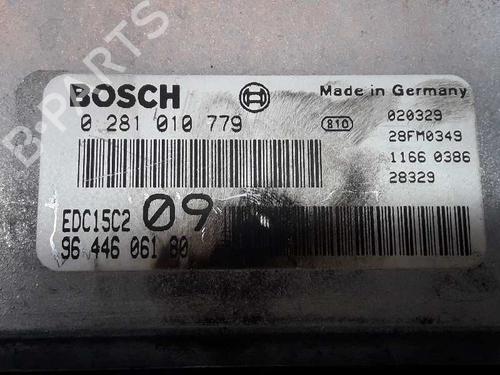 B-PARTS
BOSCH
Made in Germany
0 281 010 779
810
020329
28FM0349
1166 0386
28329
EDC15C2
09
96 446 061 80